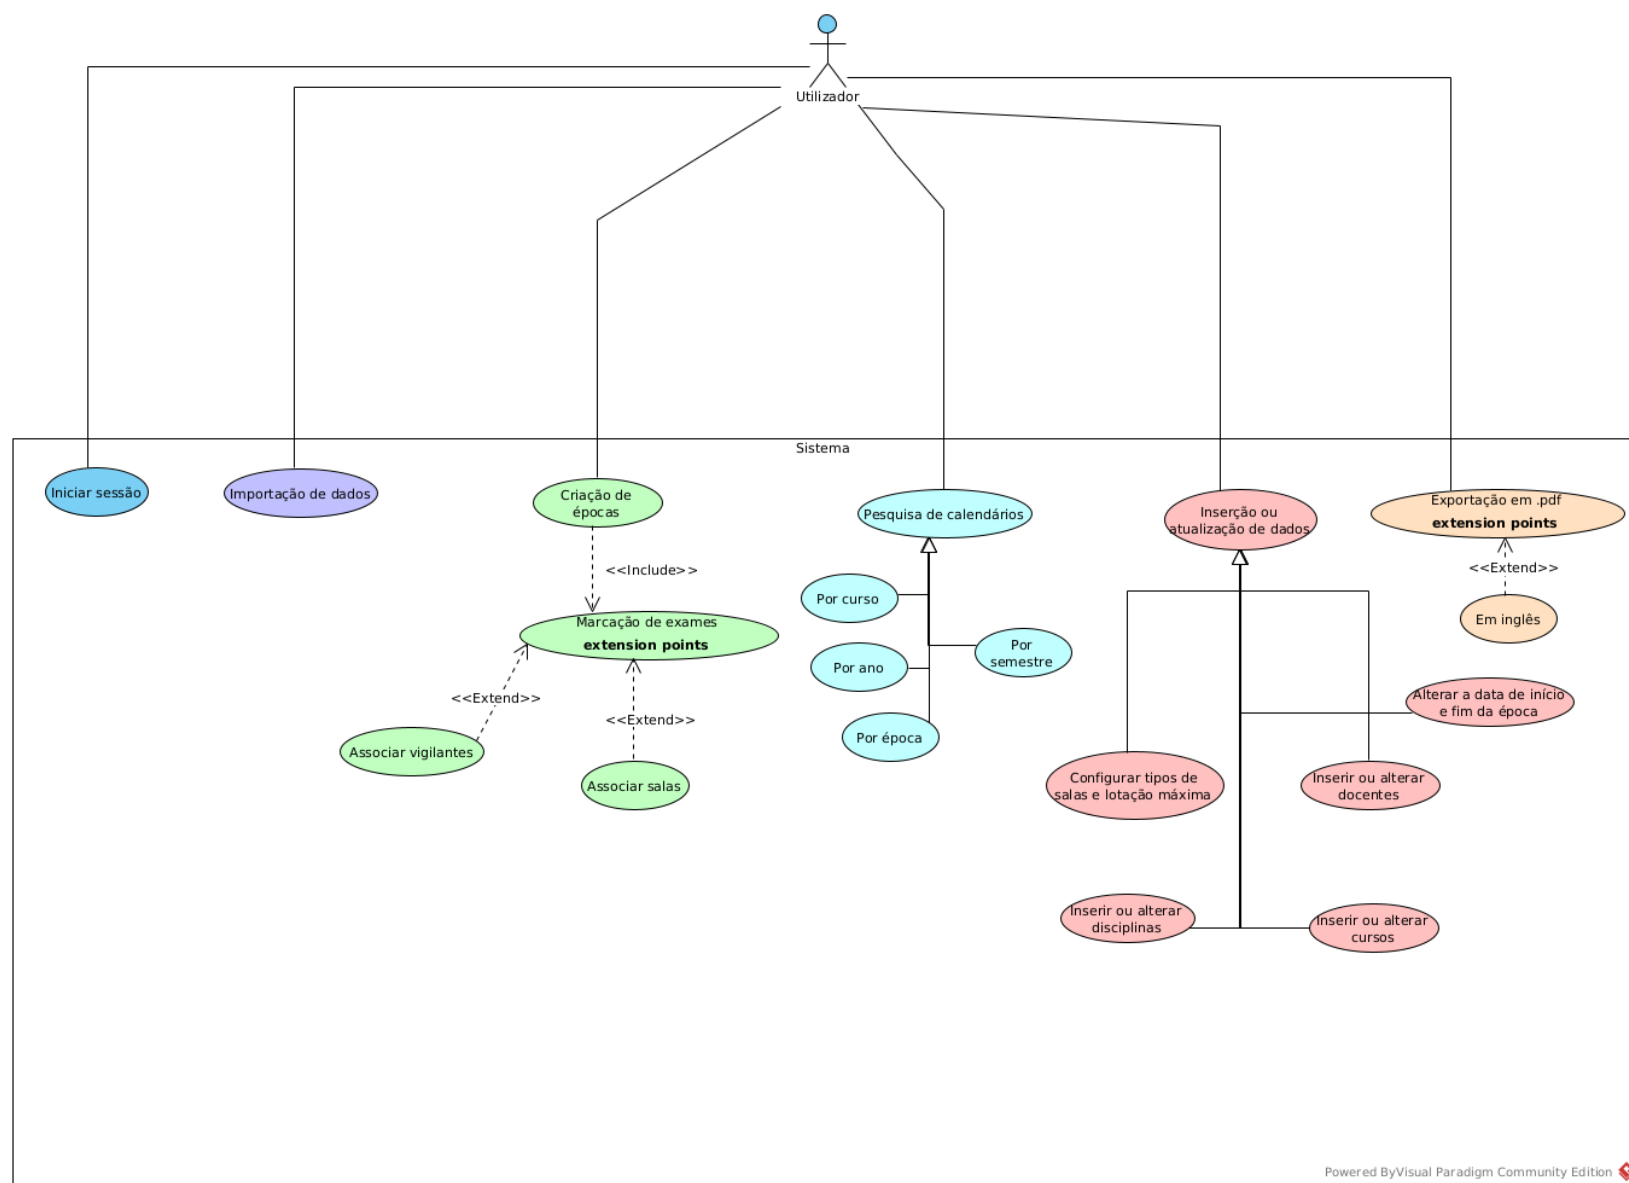 Utilizador
Sistema
Iniciar sessão
Importação de dados
Criação de
épocas
<<Include>>
Marcação de exames
extension points
<<Extend>>
<<Extend>>
Associar vigilantes
Associar salas
Pesquisa de calendários
Por curso
Por
semestre
Por ano
Por época
Inserção ou
atualização de dados
Alterar a data de início
e fim da época
Configurar tipos de
salas e lotação máxima
Inserir ou alterar
docentes
Inserir ou alterar
disciplinas
Inserir ou alterar
cursos
Exportação em .pdf
extension points
<<Extend>>
Em inglês
Powered ByVisual Paradigm Community Edition